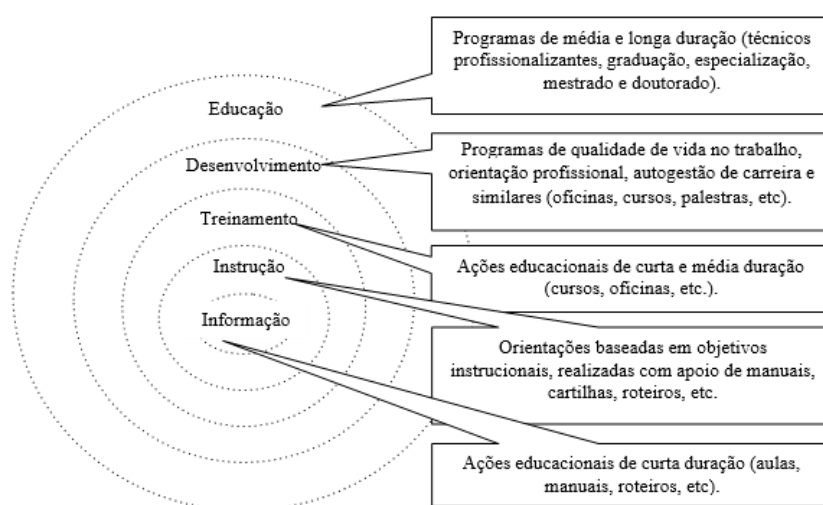 Programas de média e longa duração (técnicos
profissionalizantes, graduação, especialização,
mestrado e doutorado).
Educação
Programas de qualidade de vida no trabalho,
orientação profissional, autogestão de carreira e
similares (oficinas, cursos, palestras, etc).
Desenvolvimento
Treinamento
Ações educacionais de curta e média duração
(cursos, oficinas, etc.).
Instrução
Informação
Orientações baseadas em objetivos
instrucionais, realizadas com apoio de manuais,
cartilhas, roteiros, etc.
Ações educacionais de curta duração (aulas,
manuais, roteiros, etc).